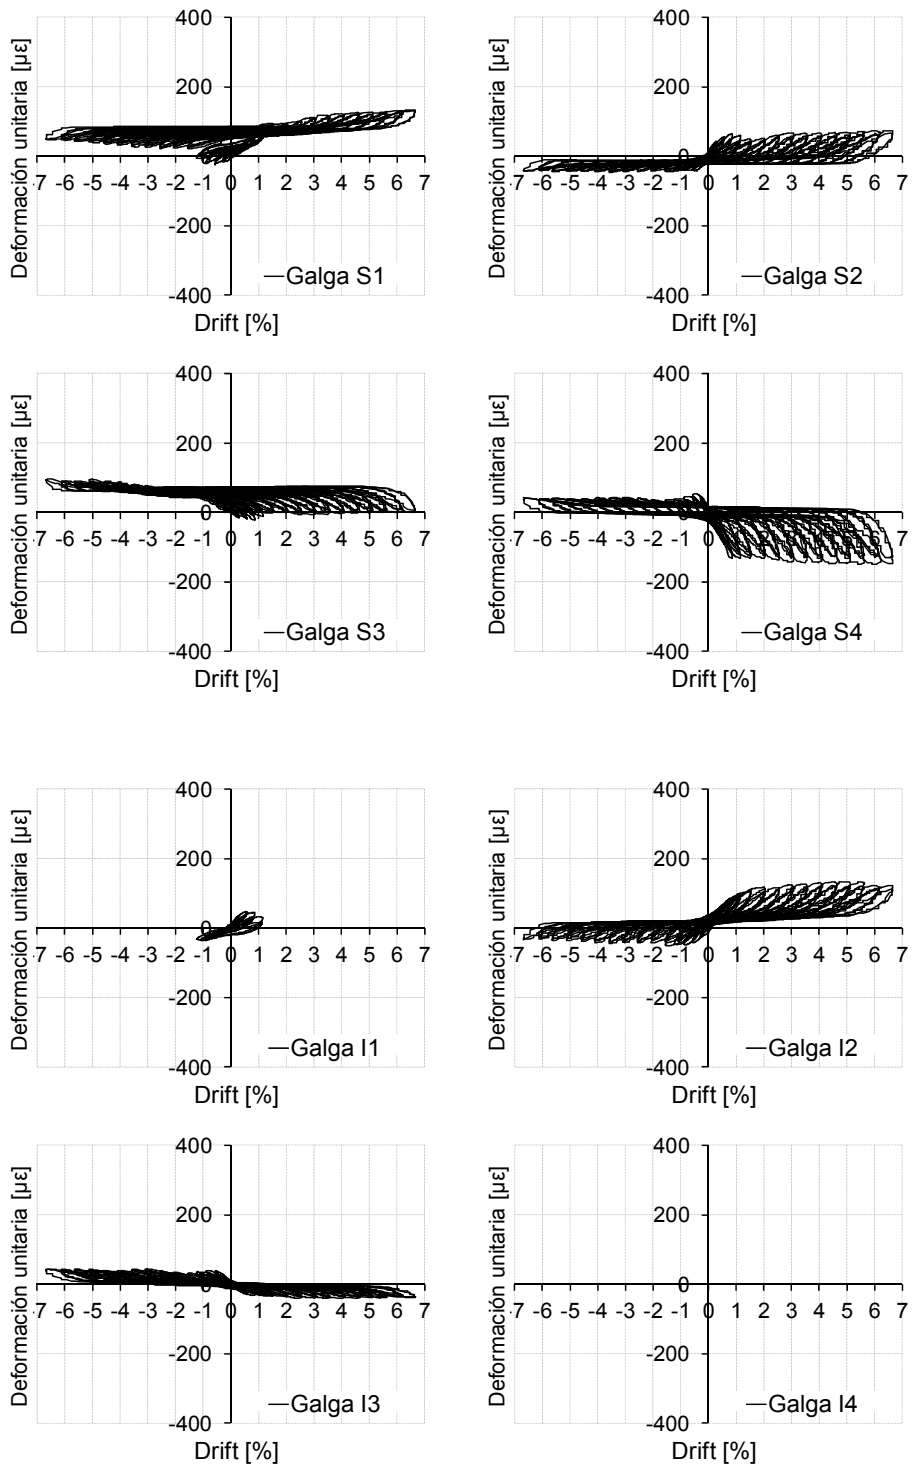 Deformación unitaria [µε]
400
200
0
-200
-400
-7 -6 -5 -4 -3 -2 -1 0 1 2 3 4 5 6 7
—Galga S1
Drift [%]
Deformación unitaria [µε]
400
200
0
-200
-400
-7 -6 -5 -4 -3 -2 -1 0 1 2 3 4 5 6 7
—Galga S2
Drift [%]
Deformación unitaria [µε]
400
200
0
-200
-400
-7 -6 -5 -4 -3 -2 -1 0 1 2 3 4 5 6 7
—Galga S3
Drift [%]
Deformación unitaria [µε]
400
200
0
-200
-400
-7 -6 -5 -4 -3 -2 -1 0 1 2 3 4 5 6 7
—Galga S4
Drift [%]
Deformación unitaria [µε]
400
200
0
-200
-400
-7 -6 -5 -4 -3 -2 -1 0 1 2 3 4 5 6 7
—Galga I1
Drift [%]
Deformación unitaria [µε]
400
200
0
-200
-400
-7 -6 -5 -4 -3 -2 -1 0 1 2 3 4 5 6 7
—Galga I2
Drift [%]
Deformación unitaria [µε]
400
200
0
-200
-400
-7 -6 -5 -4 -3 -2 -1 0 1 2 3 4 5 6 7
—Galga I3
Drift [%]
Deformación unitaria [µε]
400
200
0
-200
-400
-7 -6 -5 -4 -3 -2 -1 0 1 2 3 4 5 6 7
—Galga I4
Drift [%]